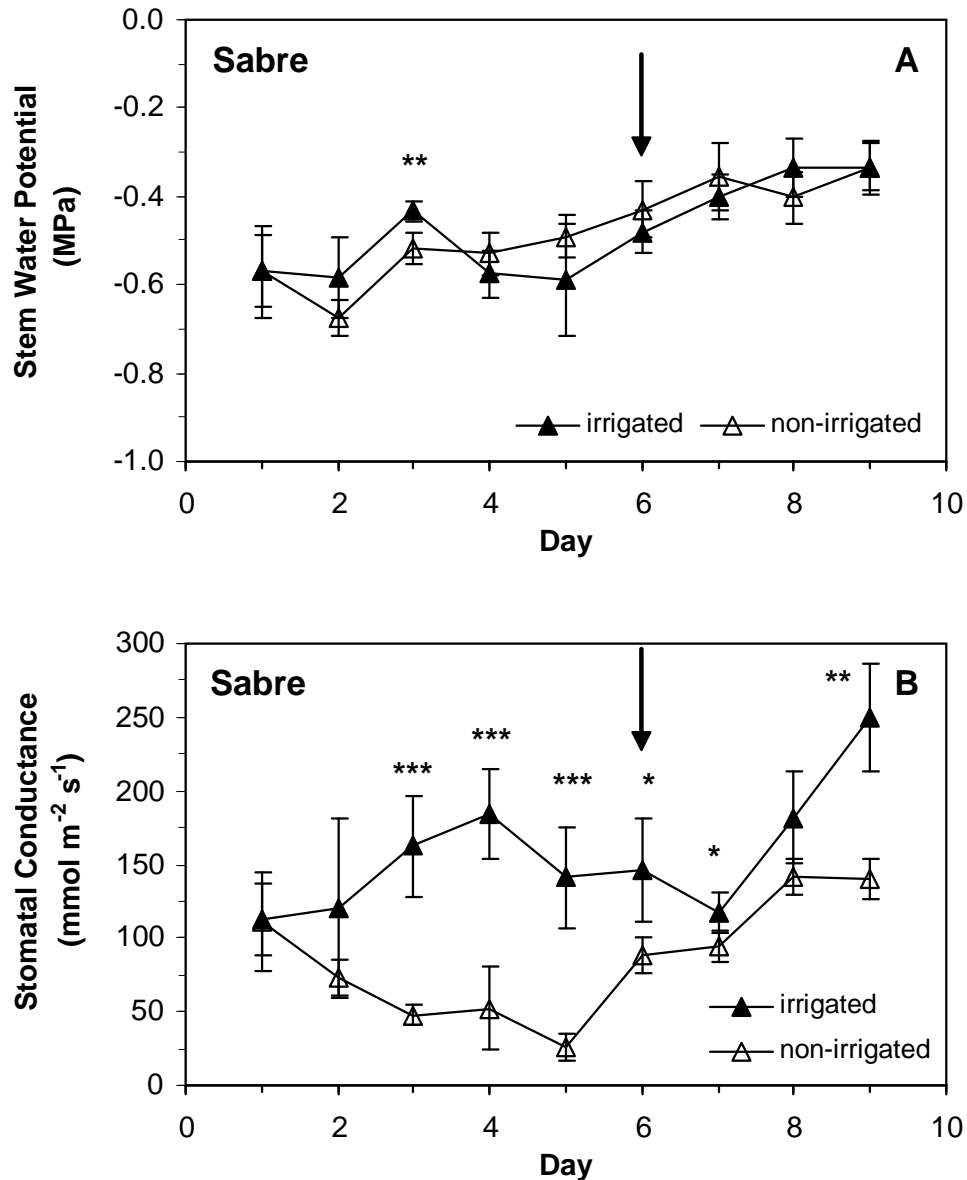 0.0
Sabre
A
-0.2
**
-0.4
-0.6
-0.8
irrigated
non-irrigated
-1.0
Stem Water Potential
(MPa)
0 2 4 6 8 10
Day
300
Sabre
B
**
250
***
***
***
*
200
*
150
100
50
irrigated
non-irrigated
0
Stomatal Conductance
(mmol m⁻² s⁻¹)
0 2 4 6 8 10
Day